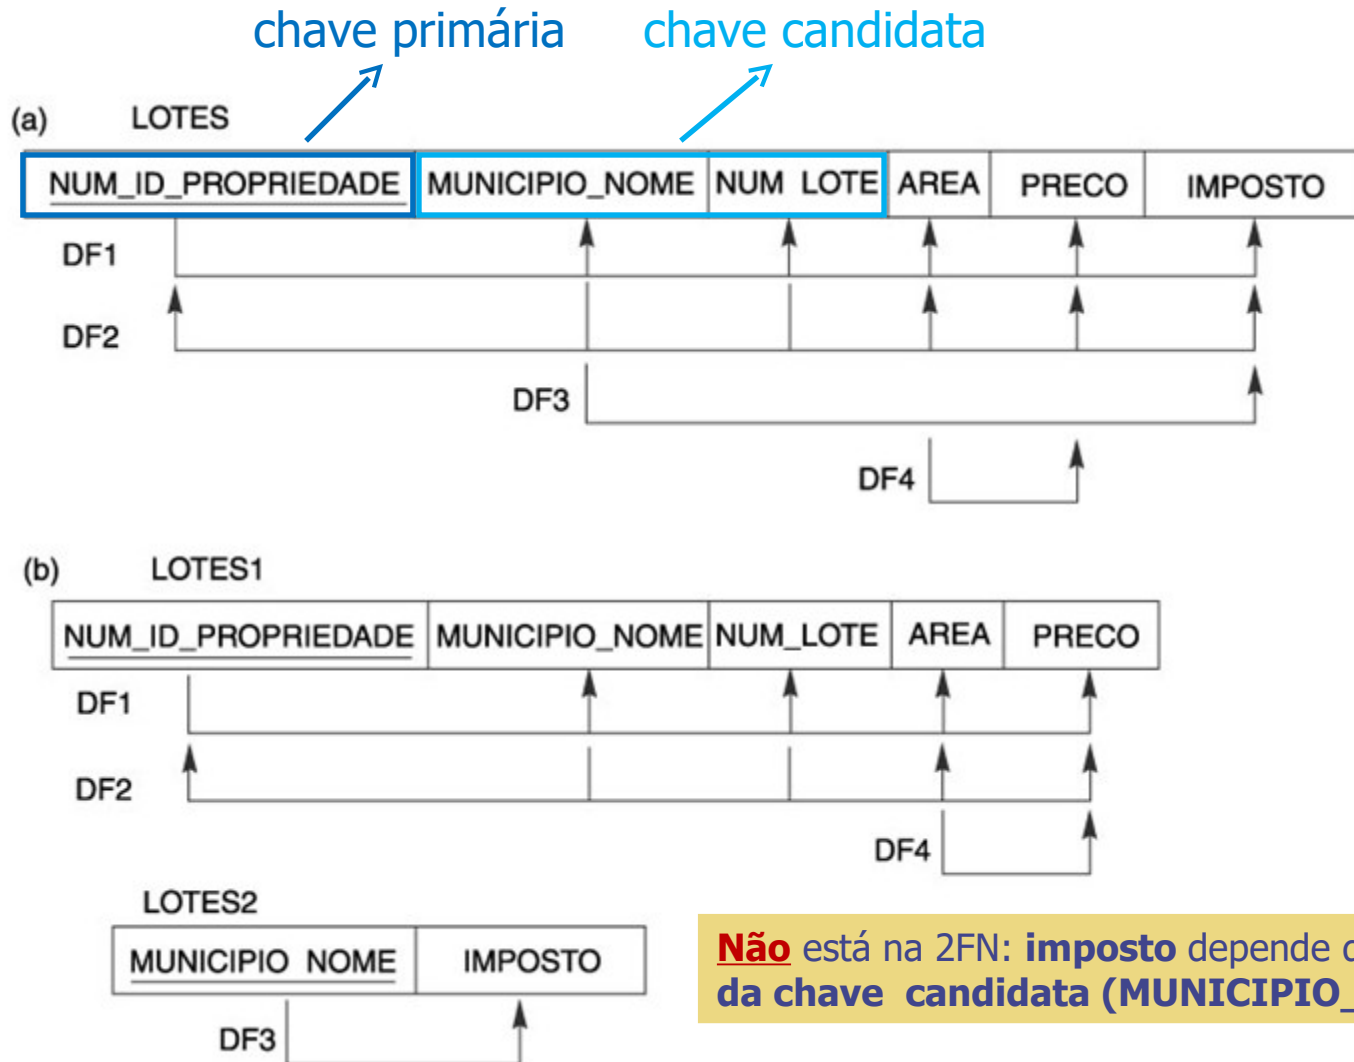 chave primária chave candidata
(a) LOTES
NUM_ID_PROPRIEDADE MUNICIPIO_NOME NUM LOTE AREA PRECO IMPOSTO
DF1
DF2
DF3
DF4
(b) LOTES1
NUM_ID_PROPRIEDADE MUNICIPIO_NOME NUM_LOTE AREA PRECO
DF1
DF2
DF4
LOTES2
MUNICIPIO NOME IMPOSTO
DF3
Não está na 2FN: imposto depende
da chave candidata (MUNICIPIO_